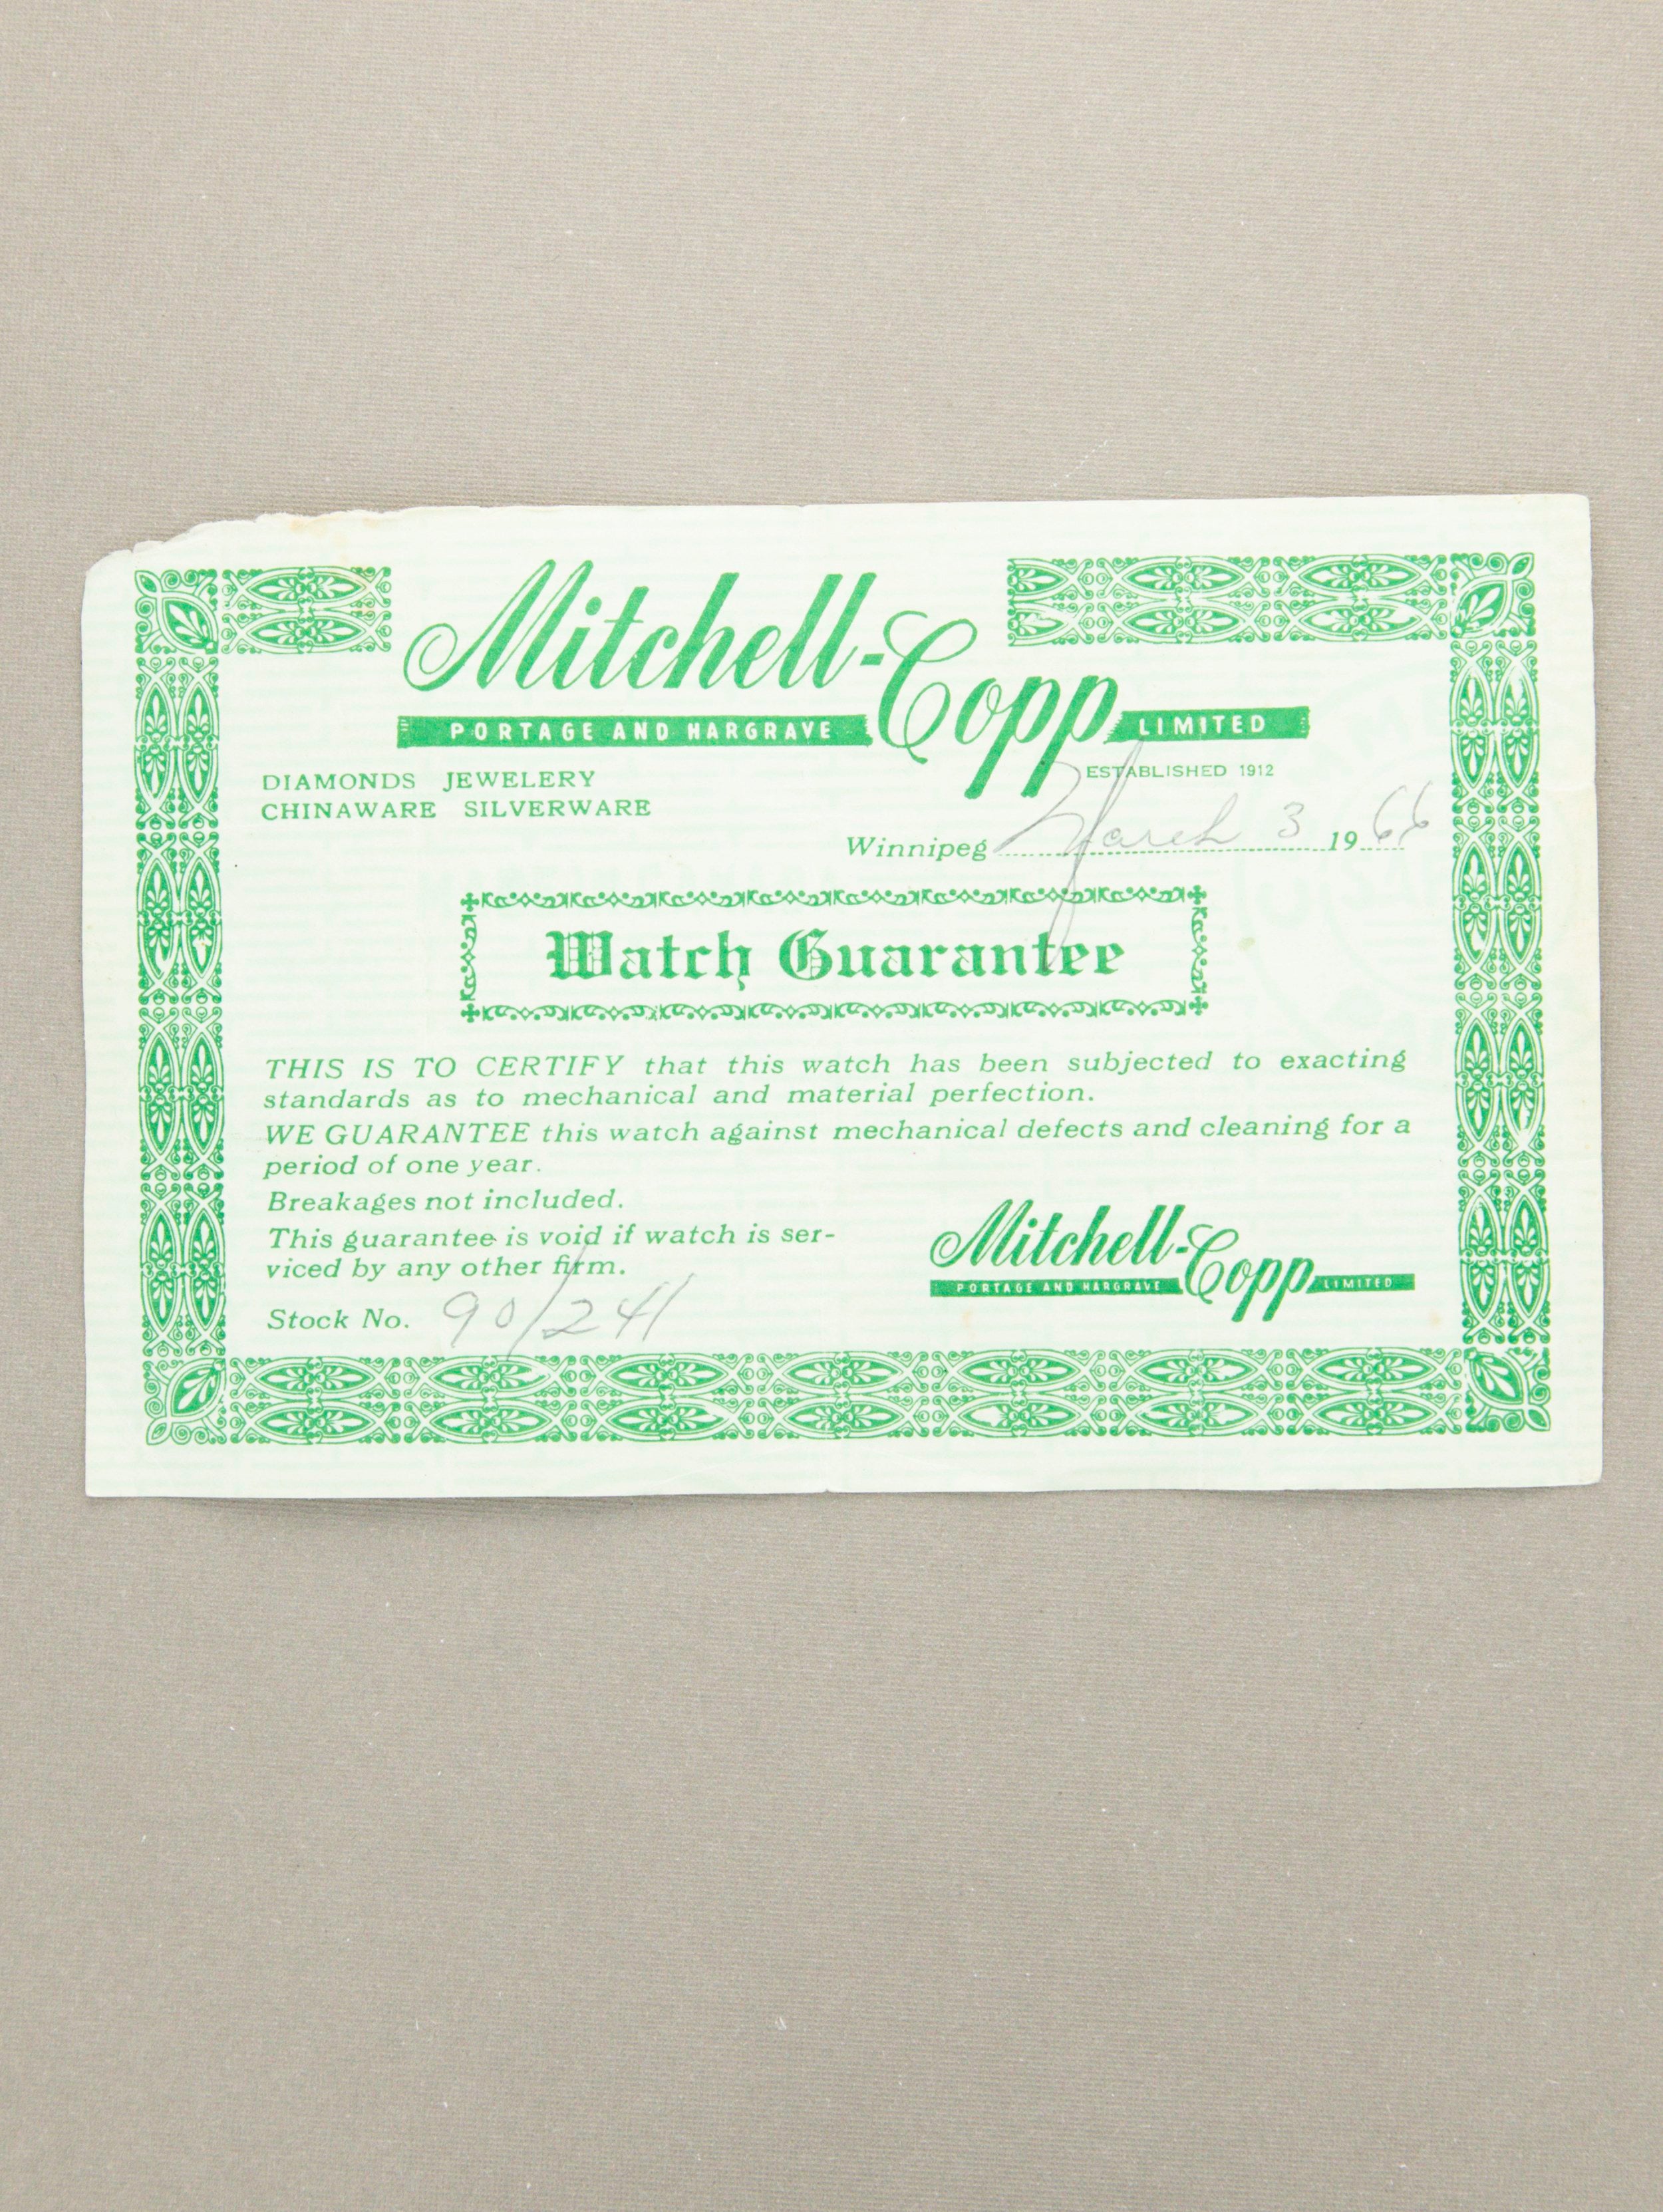 Mitchell-Copp
PORTAGE AND HARGRAVE LIMITED
ESTABLISHED 1912
DIAMONDS JEWELERY
CHINAWARE SILVERWARE
Winnipeg March 3 1966
Watch Guarantee
THIS IS TO CERTIFY that this watch has been subjected to exacting
standards as to mechanical and material perfection.
WE GUARANTEE this watch against mechanical defects and cleaning for a
period of one year.
Breakages not included.
This guarantee is void if watch is ser-
viced by any other firm.
Stock No. 90/241
Mitchell-Copp
PORTAGE AND HARGRAVE LIMITED